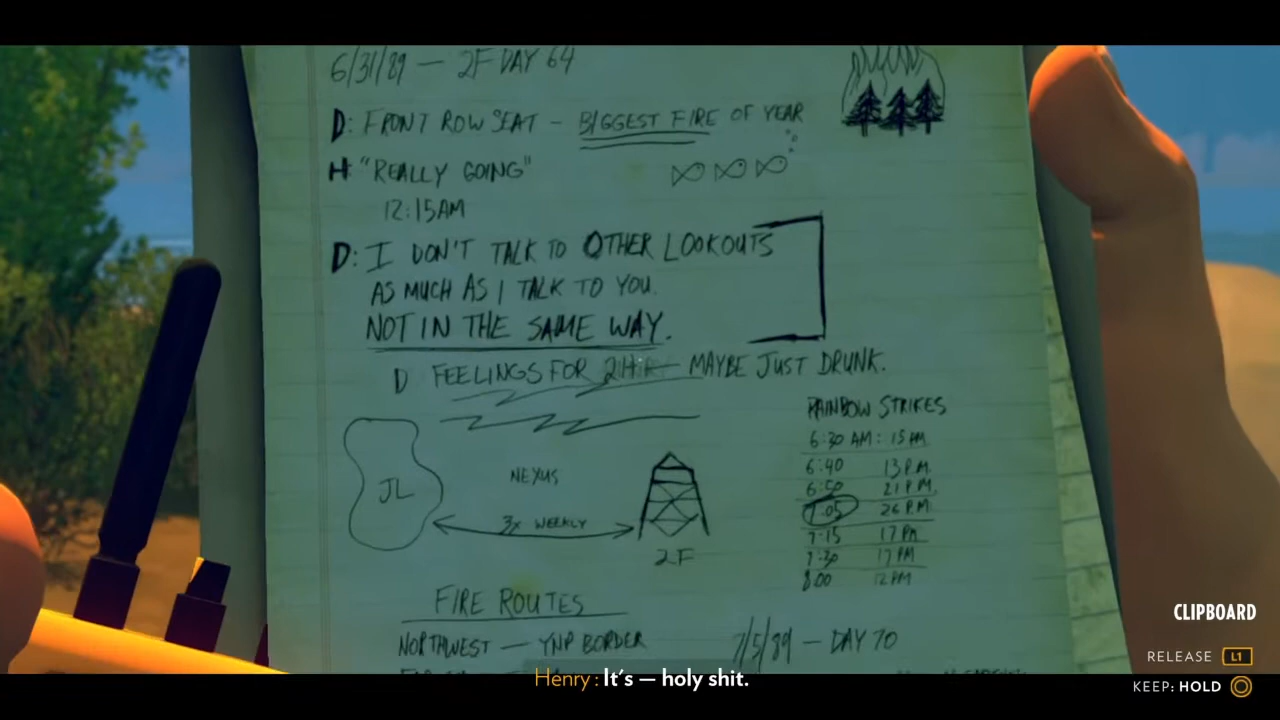 6/31/89 — 2F DAY 64
D: FRONT ROW SEAT – BIGGEST FIRE OF YEAR
H: "REALLY GOING"
12:15AM
D: I DON'T TALK TO OTHER LOOKOUTS
AS MUCH AS I TALK TO YOU.
NOT IN THE SAME WAY.
D FEELINGS FOR MAYBE JUST DRUNK.
RAINBOW STRIKES
6:30 AM: 15 PM
6:40 13 PM
6:50 21 PM
7:05 26 PM
7:15 17 PM
7:30 17 PM
8:00 12 PM
JL
NEXUS
3x WEEKLY
2F
FIRE ROUTES
NORTHWEST — YNP BORDER
7/5/89 — DAY 70
CLIPBOARD
RELEASE L1
KEEP: HOLD
Henry: It's — holy shit.